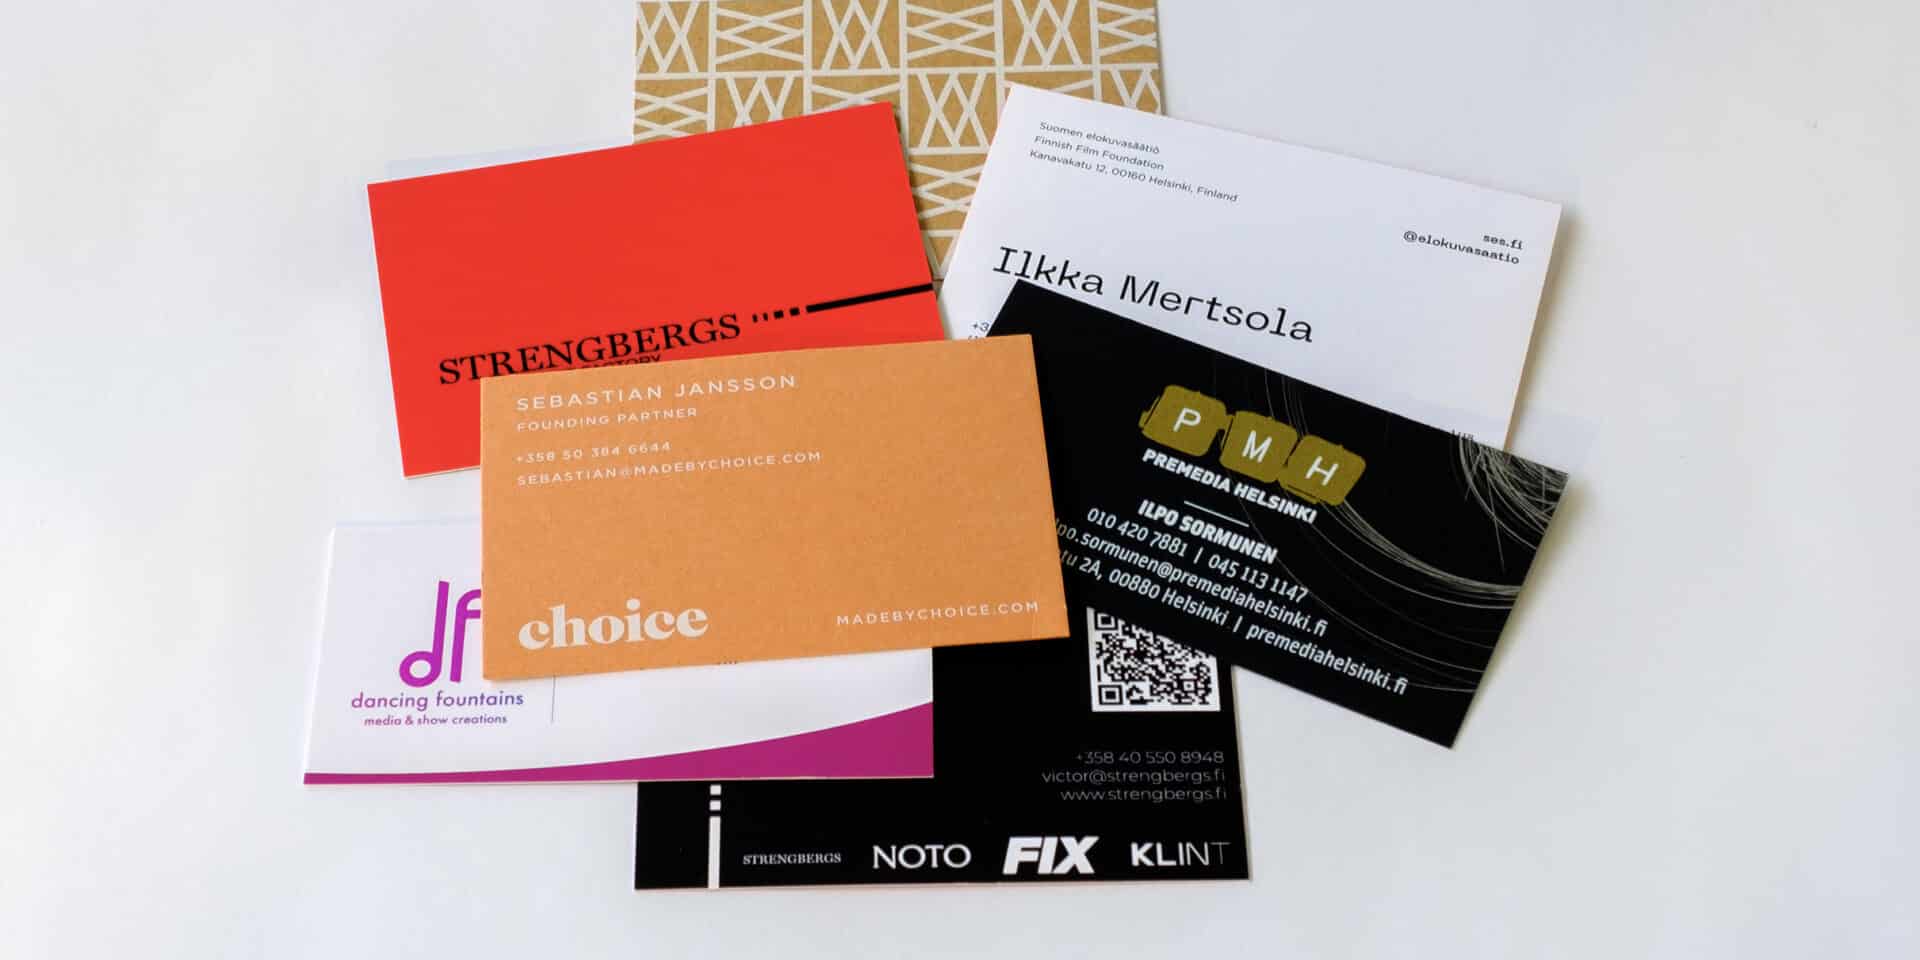 Suomen elokuvasäätiö
Finnish Film Foundation
Kanavakatu 12, 00160 Helsinki, Finland
ses.fi
@elokuvasaatio
Ilkka Mertsola
STRENGBERGS
SEBASTIAN JANSSON
FOUNDING PARTNER
+358 50 384 6644
SEBASTIAN@MADEBYCHOICE.COM
choice
MADEBYCHOICE.COM
PMH
PREMEDIA HELSINKI
ILPO SORMUNEN
010 420 7881 | 045 113 1147
lpo.sormunen@premediahelsinki.fi
tu 2A, 00880 Helsinki | premediahelsinki.fi
df
dancing fountains
media & show creations
+358 40 550 8948
victor@strengbergs.fi
www.strengbergs.fi
STRENGBERGS NOTO FIX KLINT